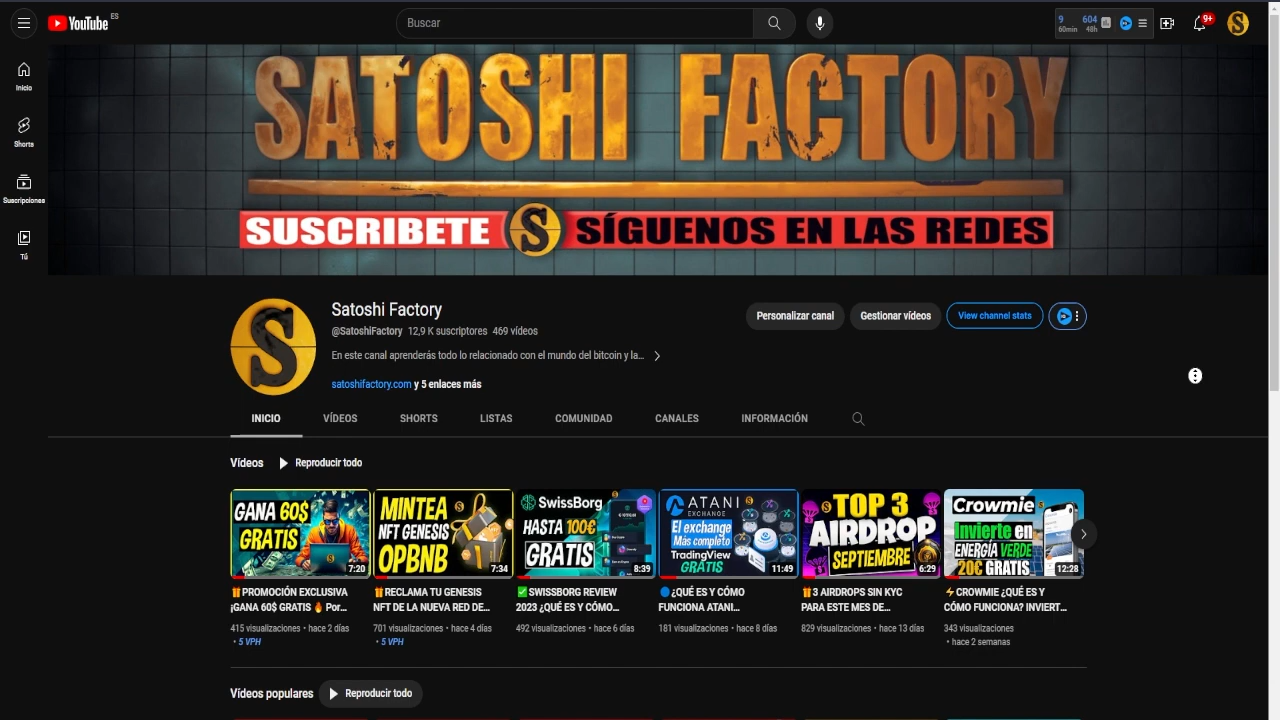 YouTube ES
Buscar
9 604
60min 48h
9+
Inicio
Shorts
Suscripciones
Tú
SATOSHI FACTORY
SUSCRIBETE S SÍGUENOS EN LAS REDES
Satoshi Factory
@SatoshiFactory 12,9 K suscriptores 469 vídeos
En este canal aprenderás todo lo relacionado con el mundo del bitcoin y la...
satoshifactory.com y 5 enlaces más
Personalizar canal
Gestionar vídeos
View channel stats
INICIO VÍDEOS SHORTS LISTAS COMUNIDAD CANALES INFORMACIÓN
Vídeos Reproducir todo
GANA 60$
GRATIS
7:20
🎁PROMOCIÓN EXCLUSIVA
¡GANA 60$ GRATIS 🔥 Por...
415 visualizaciones • hace 2 días
• 5 VPH
MINTEA
NFT GENESIS
OPBNB
7:34
🎁RECLAMA TU GENESIS
NFT DE LA NUEVA RED DE...
701 visualizaciones • hace 4 días
• 5 VPH
SwissBorg
HASTA 100€
GRATIS
8:39
✅SWISSBORG REVIEW
2023 ¿QUÉ ES Y CÓMO...
492 visualizaciones • hace 6 días
ATANI
EXCHANGE
El exchange
Más completo
TradingView
GRATIS
11:49
🔵¿QUÉ ES Y CÓMO
FUNCIONA ATANI...
181 visualizaciones • hace 8 días
TOP 3
AIRDROP
SEPTIEMBRE
6:29
🎁3 AIRDROPS SIN KYC
PARA ESTE MES DE...
829 visualizaciones • hace 13 días
Crowmie
Invierte en
ENERGÍA VERDE
20€ GRATIS
12:28
⚡CROWMIE ¿QUÉ ES Y
CÓMO FUNCIONA? INVIERT...
343 visualizaciones
• hace 2 semanas
Vídeos populares Reproducir todo